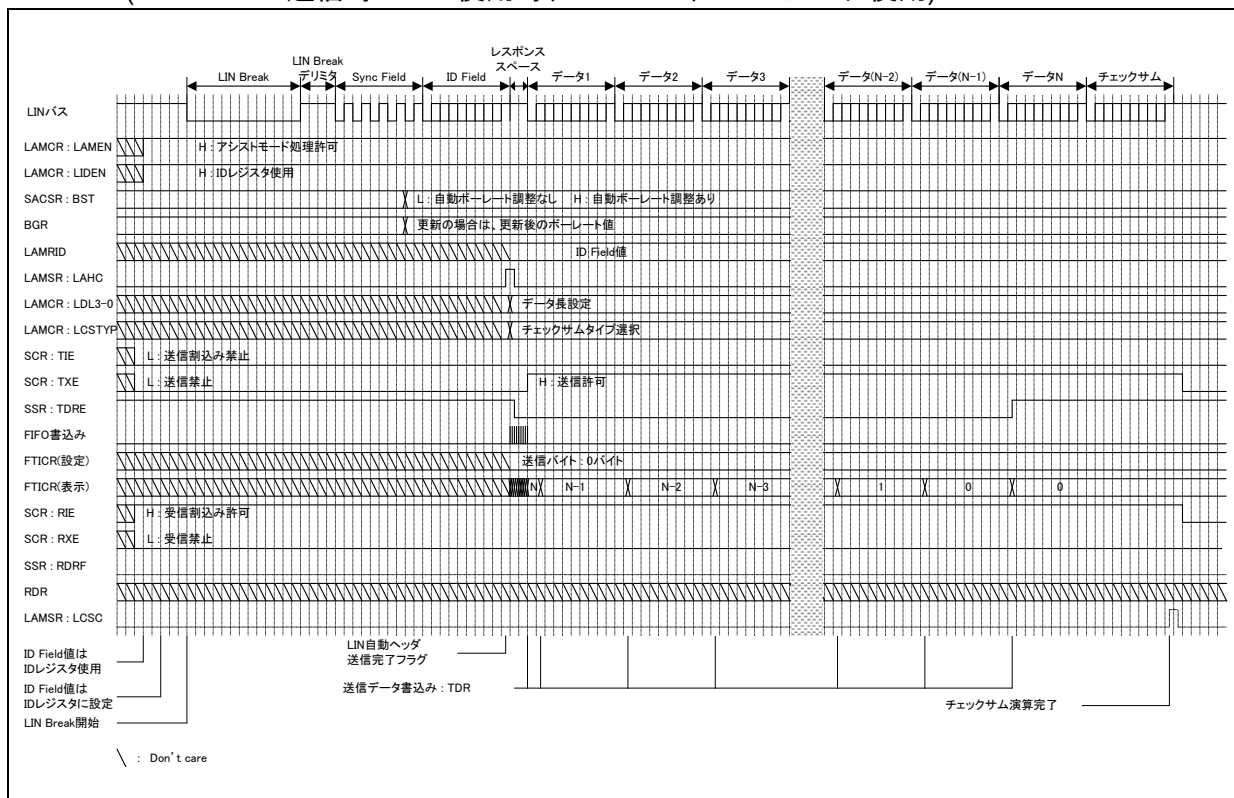 LIN Break
LIN Break
デリミタ
Sync Field
ID Field
レスポンス
スペース
データ1
データ2
データ3
データ(N-2)
データ(N-1)
データN
チェックサム
LINバス
LAMCR : LAMEN
H : アシストモード処理許可
LAMCR : LIDEN
H : IDレジスタ使用
SACSR : BST
L : 自動ボーレート調整なし H : 自動ボーレート調整あり
BGR
更新の場合は、更新後のボーレート値
LAMRID
ID Field値
LAMSR : LAHC
LAMCR : LDL3-0
データ長設定
LAMCR : LCSTYP
チェックサムタイプ選択
SCR : TIE
L : 送信割込み禁止
SCR : TXE
L : 送信禁止
H : 送信許可
SSR : TDRE
FIFO書込み
FTICR(設定)
送信バイト : 0バイト
FTICR(表示)
N
N-1
N-2
N-3
1
0
0
SCR : RIE
H : 受信割込み許可
SCR : RXE
L : 受信禁止
SSR : RDRF
RDR
LAMSR : LCSC
ID Field値は
IDレジスタ使用
ID Field値は
IDレジスタに設定
LIN Break開始
LIN自動ヘッダ
送信完了フラグ
送信データ書込み : TDR
チェックサム演算完了
: Don't care